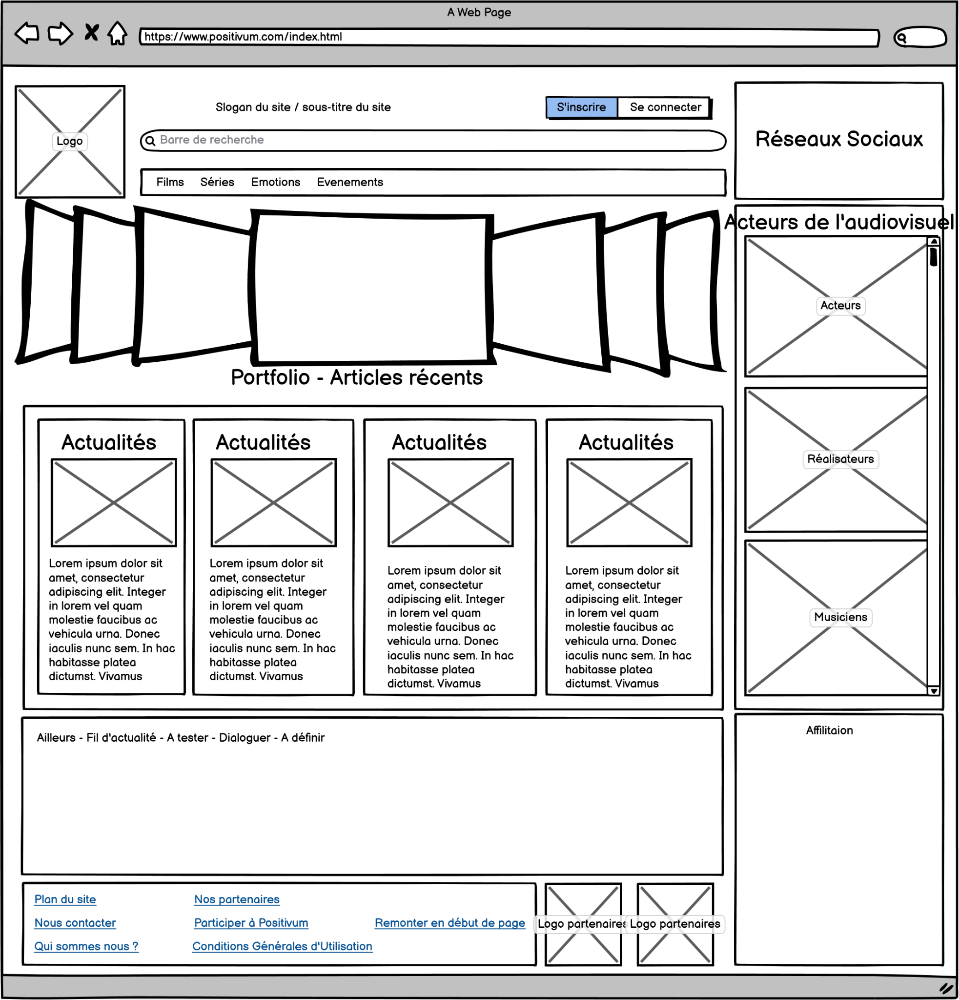 A Web Page
https://www.positivum.com/index.html
Logo
Slogan du site / sous-titre du site
S'inscrire
Se connecter
Barre de recherche
Films Séries Emotions Evenements
Réseaux Sociaux
Portfolio - Articles récents
Acteurs de l'audiovisuel
Acteurs
Réalisateurs
Musiciens
Actualités
Lorem ipsum dolor sit
amet, consectetur
adipiscing elit. Integer
in lorem vel quam
molestie faucibus ac
vehicula urna. Donec
iaculis nunc sem. In hac
habitasse platea
dictumst. Vivamus
Actualités
Lorem ipsum dolor sit
amet, consectetur
adipiscing elit. Integer
in lorem vel quam
molestie faucibus ac
vehicula urna. Donec
iaculis nunc sem. In hac
habitasse platea
dictumst. Vivamus
Actualités
Lorem ipsum dolor sit
amet, consectetur
adipiscing elit. Integer
in lorem vel quam
molestie faucibus ac
vehicula urna. Donec
iaculis nunc sem. In hac
habitasse platea
dictumst. Vivamus
Actualités
Lorem ipsum dolor sit
amet, consectetur
adipiscing elit. Integer
in lorem vel quam
molestie faucibus ac
vehicula urna. Donec
iaculis nunc sem. In hac
habitasse platea
dictumst. Vivamus
Ailleurs - Fil d'actualité - A tester - Dialoguer - A définir
Affilitaion
Plan du site
Nous contacter
Qui sommes nous ?
Nos partenaires
Participer à Positivum
Conditions Générales d'Utilisation
Remonter en début de page
Logo partenaires
Logo partenaires